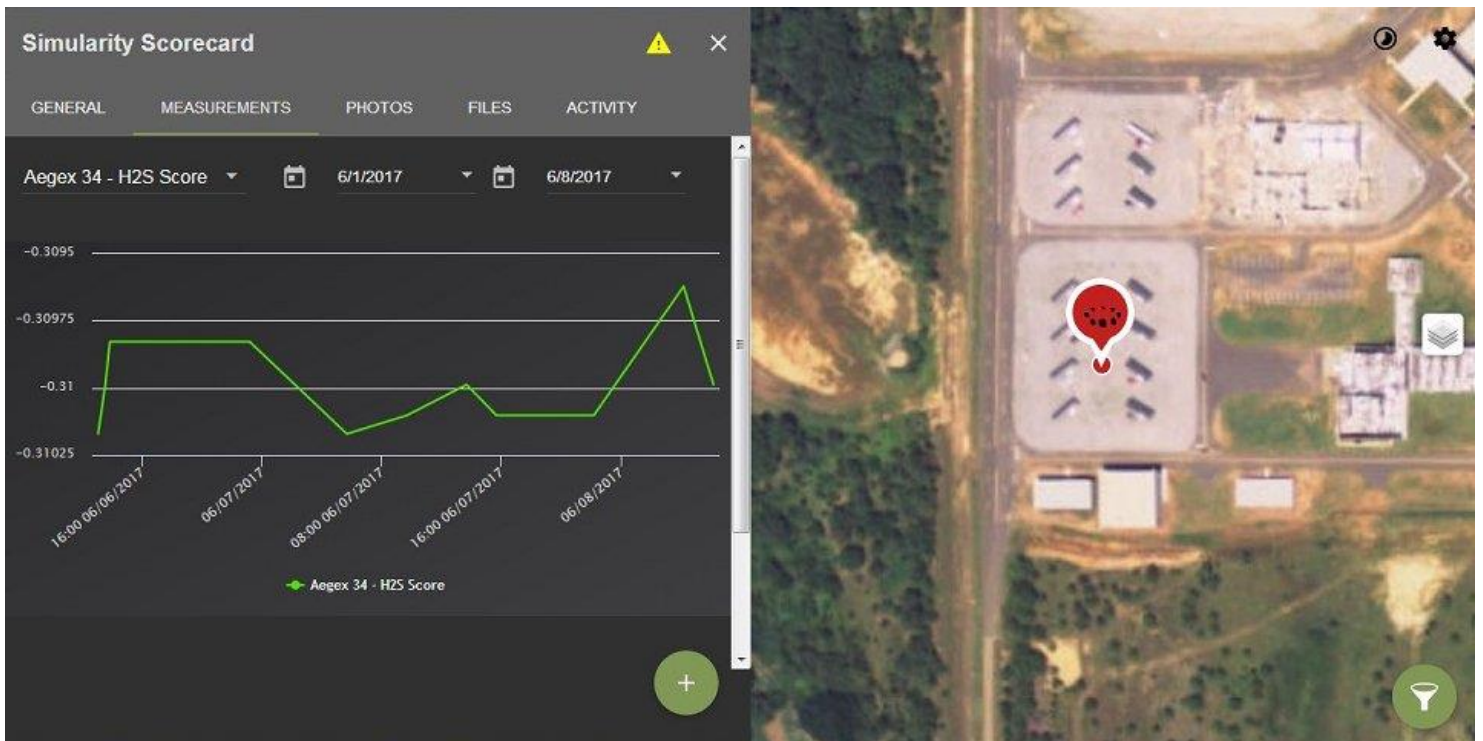 Simularity Scorecard
GENERAL MEASUREMENTS PHOTOS FILES ACTIVITY
Aegex 34 - H2S Score 6/1/2017 6/8/2017
-0.3095
-0.30975
-0.31
-0.31025
16:00 06/06/2017 06/07/2017 08:00 06/07/2017 16:00 06/07/2017 06/08/2017
Aegex 34 - H2S Score